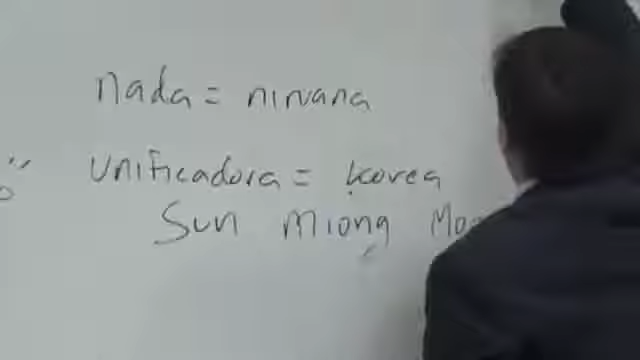 nada = nirvana
unificadora = korea
Sun Miong